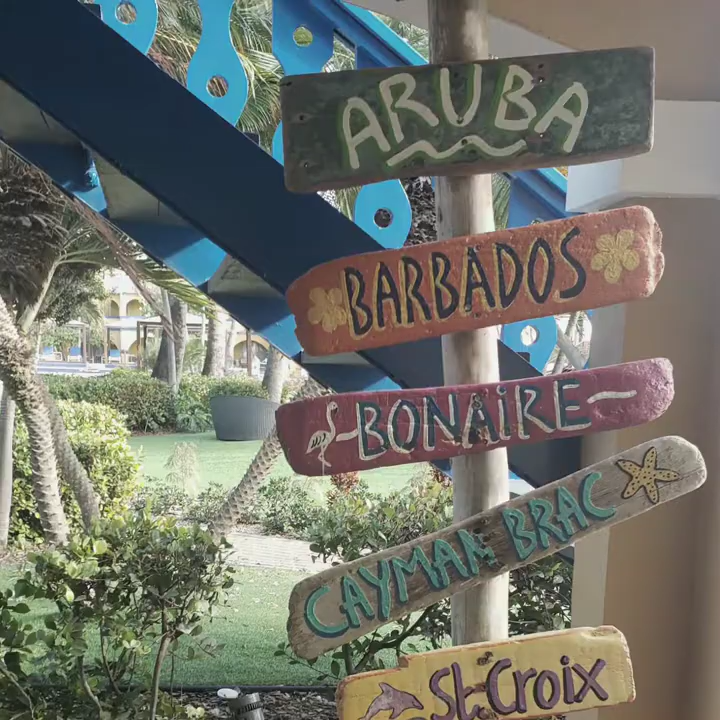 ARUBA
BARBADOS
BONAiRE
CAYMAN BRAC
St. Croix